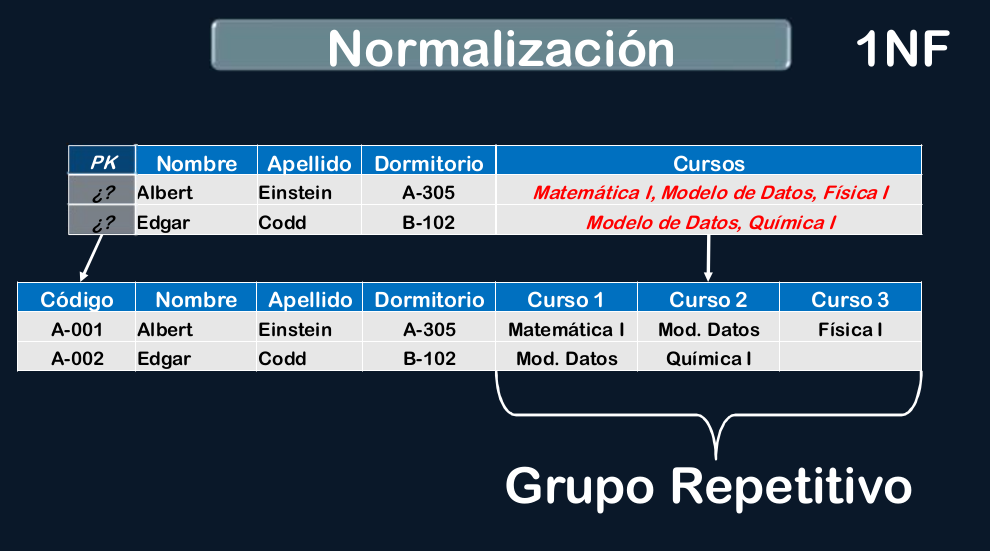 Normalización
1NF
PK Nombre Apellido Dormitorio Cursos
¿? Albert Einstein A-305 Matemática I, Modelo de Datos, Física I
¿? Edgar Codd B-102 Modelo de Datos, Química I
Código Nombre Apellido Dormitorio Curso 1 Curso 2 Curso 3
A-001 Albert Einstein A-305 Matemática I Mod. Datos Física I
A-002 Edgar Codd B-102 Mod. Datos Química I
Grupo Repetitivo